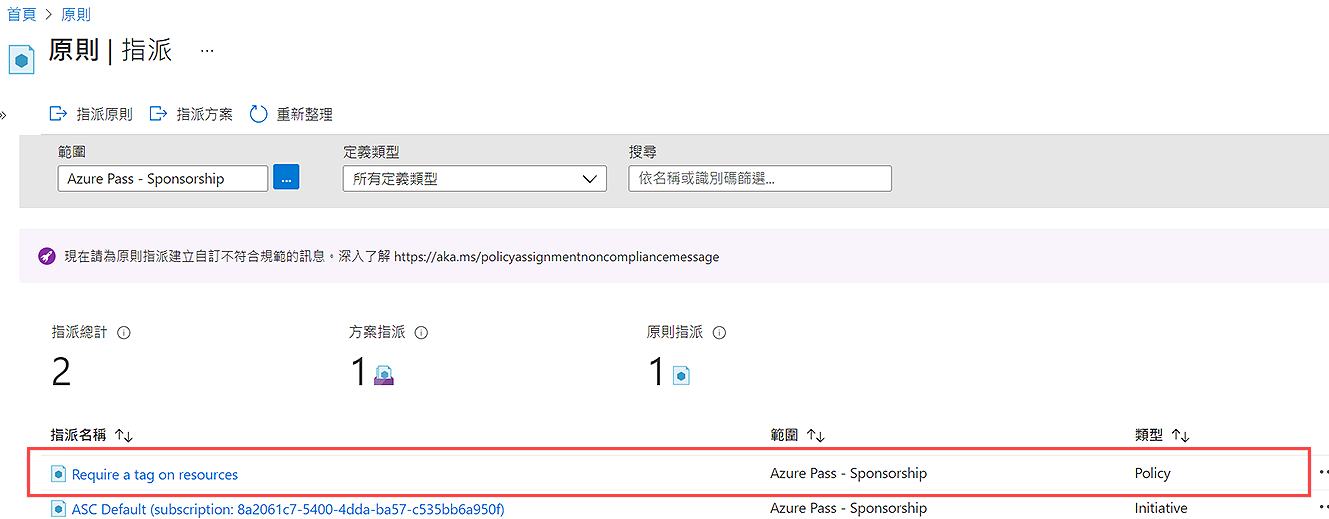 首頁 > 原則
原則 | 指派 ...
»
指派原則 指派方案 重新整理
範圍 定義類型 搜尋
Azure Pass - Sponsorship ... 所有定義類型 依名稱或識別碼篩選...
現在請為原則指派建立自訂不符合規範的訊息。深入了解 https://aka.ms/policyassignmentnoncompliancemessage
指派總計 方案指派 原則指派
2 1 1
指派名稱 ↑↓ 範圍 ↑↓ 類型 ↑↓
Require a tag on resources Azure Pass - Sponsorship Policy
ASC Default (subscription: 8a2061c7-5400-4dda-ba57-c535bb6a950f) Azure Pass - Sponsorship Initiative